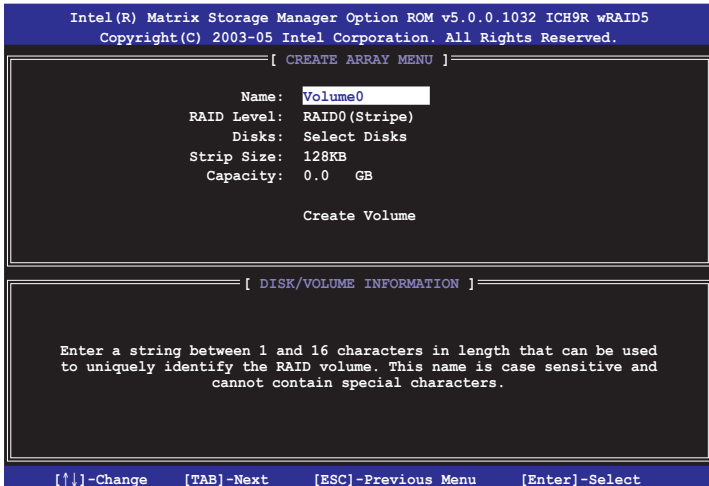 Intel(R) Matrix Storage Manager Option ROM v5.0.0.1032 ICH9R wRAID5
Copyright(C) 2003-05 Intel Corporation. All Rights Reserved.
[ CREATE ARRAY MENU ]
Name: Volume0
RAID Level: RAID0(Stripe)
Disks: Select Disks
Strip Size: 128KB
Capacity: 0.0 GB
Create Volume
[ DISK/VOLUME INFORMATION ]
Enter a string between 1 and 16 characters in length that can be used
to uniquely identify the RAID volume. This name is case sensitive and
cannot contain special characters.
[↑↓]-Change [TAB]-Next [ESC]-Previous Menu [Enter]-Select